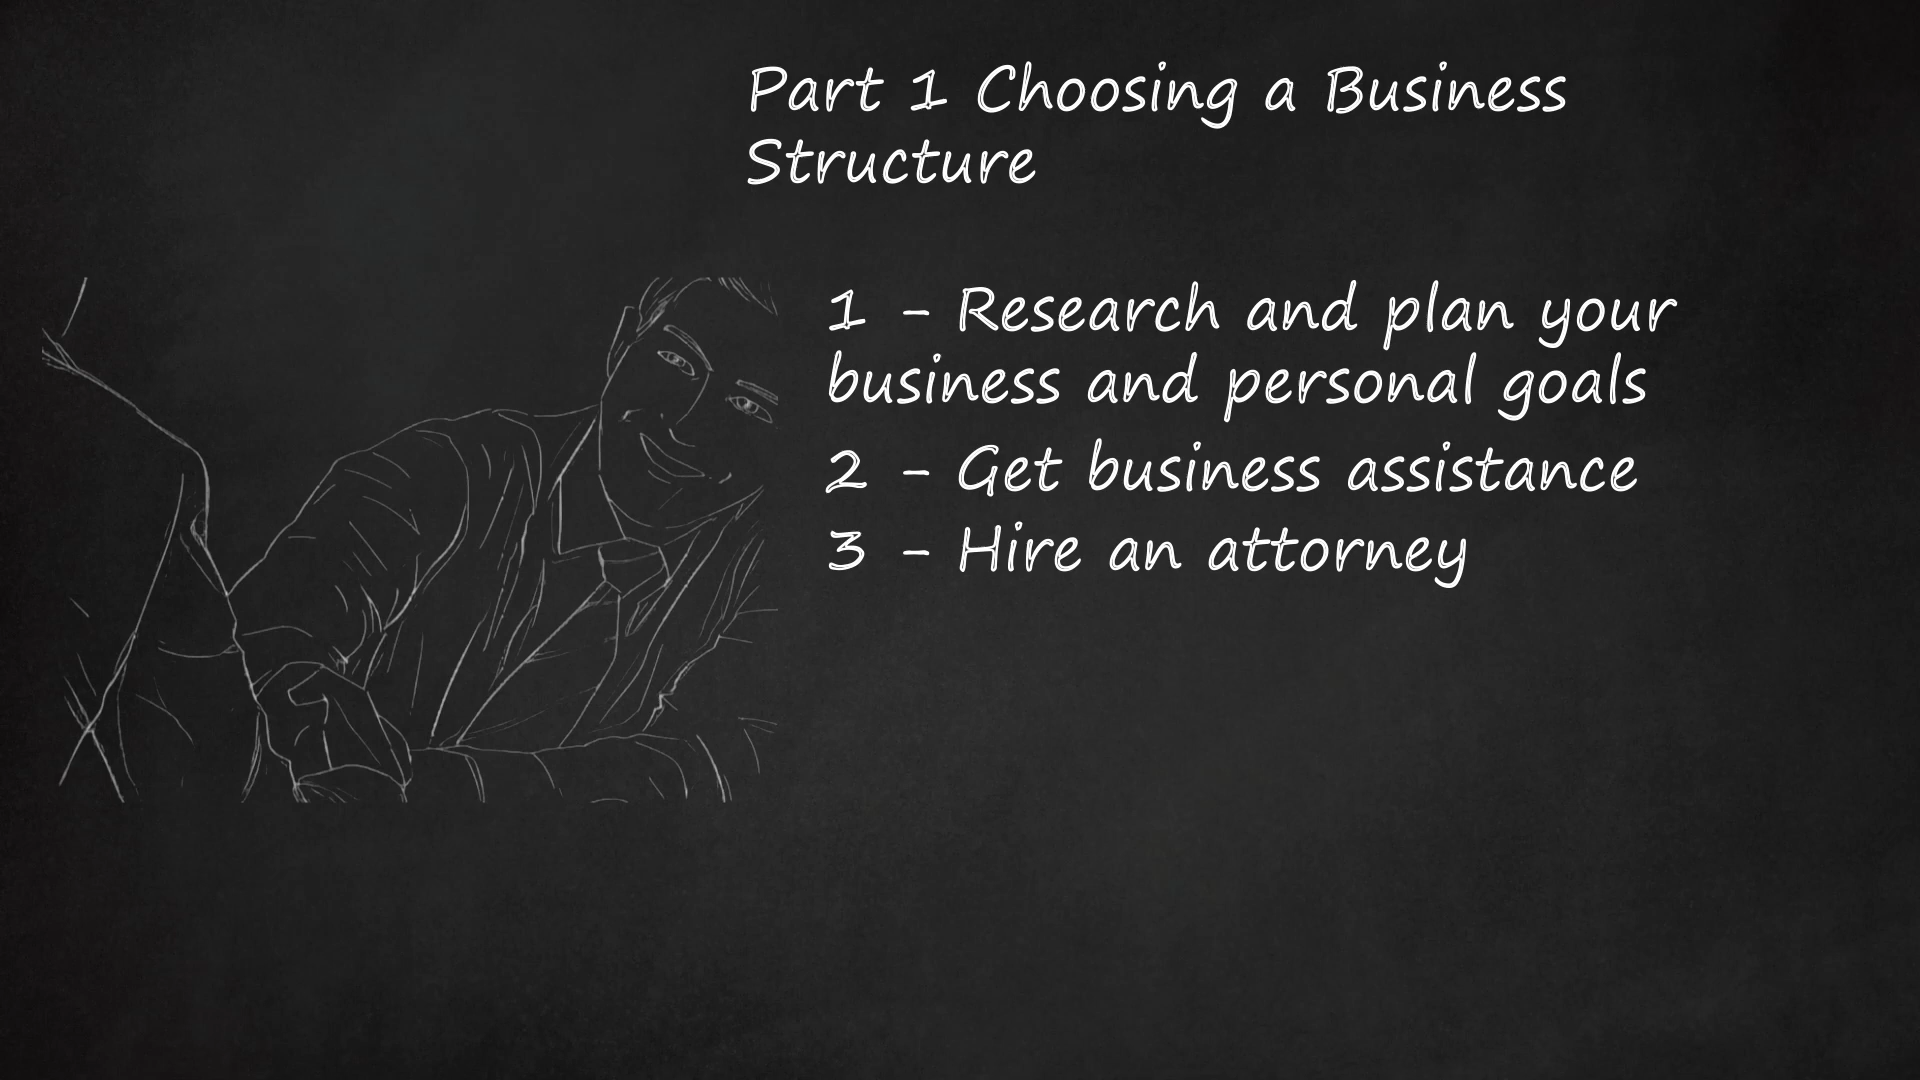 Part 1 Choosing a Business
Structure
1 - Research and plan your
business and personal goals
2 - Get business assistance
3 - Hire an attorney